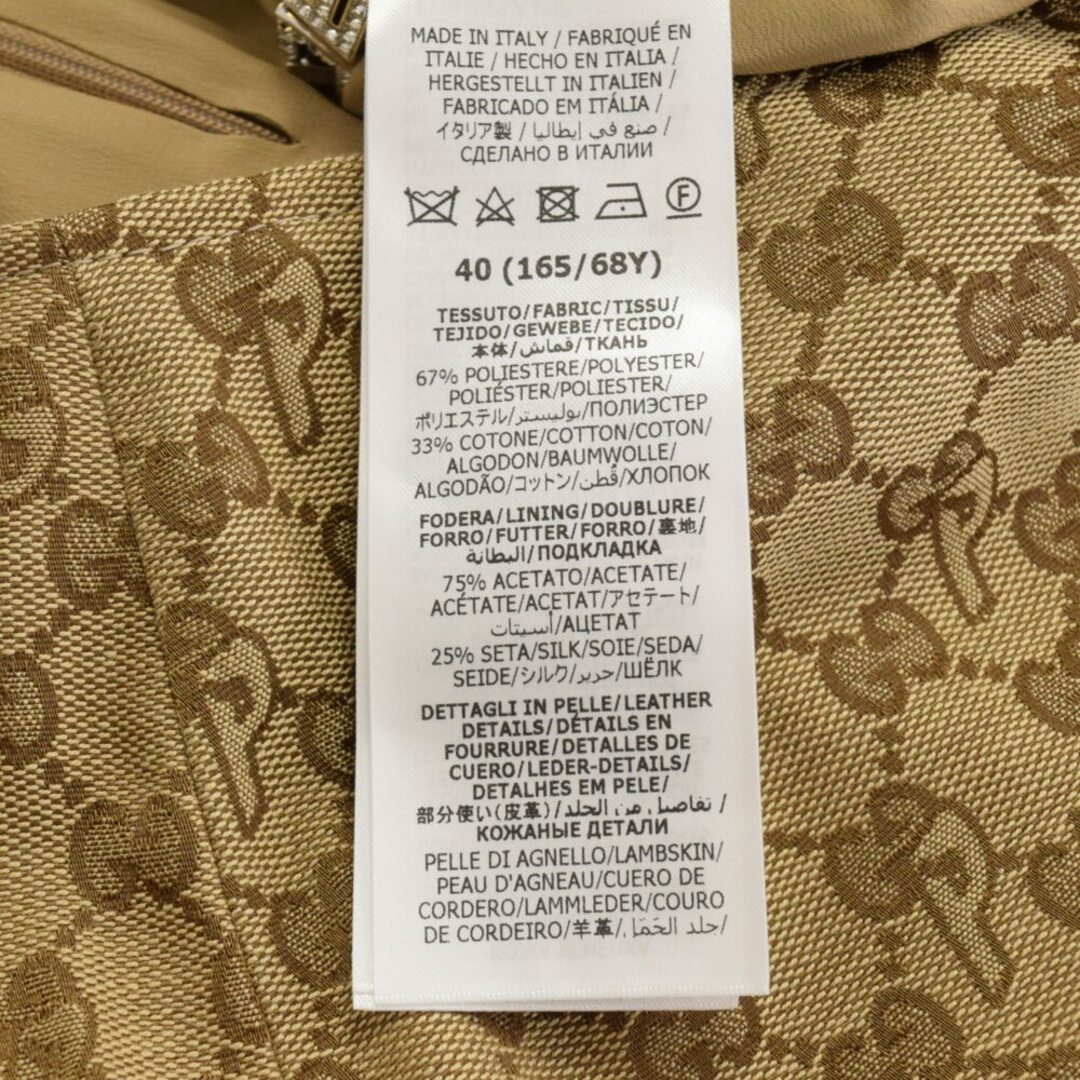 MADE IN ITALY / FABRIQUÉ EN
ITALIE / HECHO EN ITALIA /
HERGESTELLT IN ITALIEN /
FABRICADO EM ITÁLIA /
イタリア製 / صنع في إيطاليا /
СДЕЛАНО В ИТАЛИИ
F
40 (165/68Y)
TESSUTO/FABRIC/TISSU/
TEJIDO/GEWEBE/TECIDO/
本体/قماش/ТКАНЬ
67% POLIESTERE/POLYESTER/
POLIÉSTER/POLIESTER/
ポリエステル/بوليستر/ПОЛИЭСТЕР
33% COTONE/COTTON/COTON/
ALGODON/BAUMWOLLE/
ALGODÃO/コットン/قُطن/ХЛОПОК
FODERA/LINING/DOUBLURE/
FORRO/FUTTER/FORRO/裏地/
البطانة/ПОДКЛАДКА
75% ACETATO/ACETATE/
ACÉTATE/ACETAT/アセテート/
أسيتات/АЦЕТАТ
25% SETA/SILK/SOIE/SEDA/
SEIDE/シルク/حرير/ШЁЛК
DETTAGLI IN PELLE/LEATHER
DETAILS/DÉTAILS EN
FOURRURE/DETALLES DE
CUERO/LEDER-DETAILS/
DETALHES EM PELE/
部分使い(皮革)/تفاصيل من الجلد /
КОЖАНЫЕ ДЕТАЛИ
PELLE DI AGNELLO/LAMBSKIN/
PEAU D'AGNEAU/CUERO DE
CORDERO/LAMMLEDER/COURO
DE CORDEIRO/羊革/جلد الحَمَل/